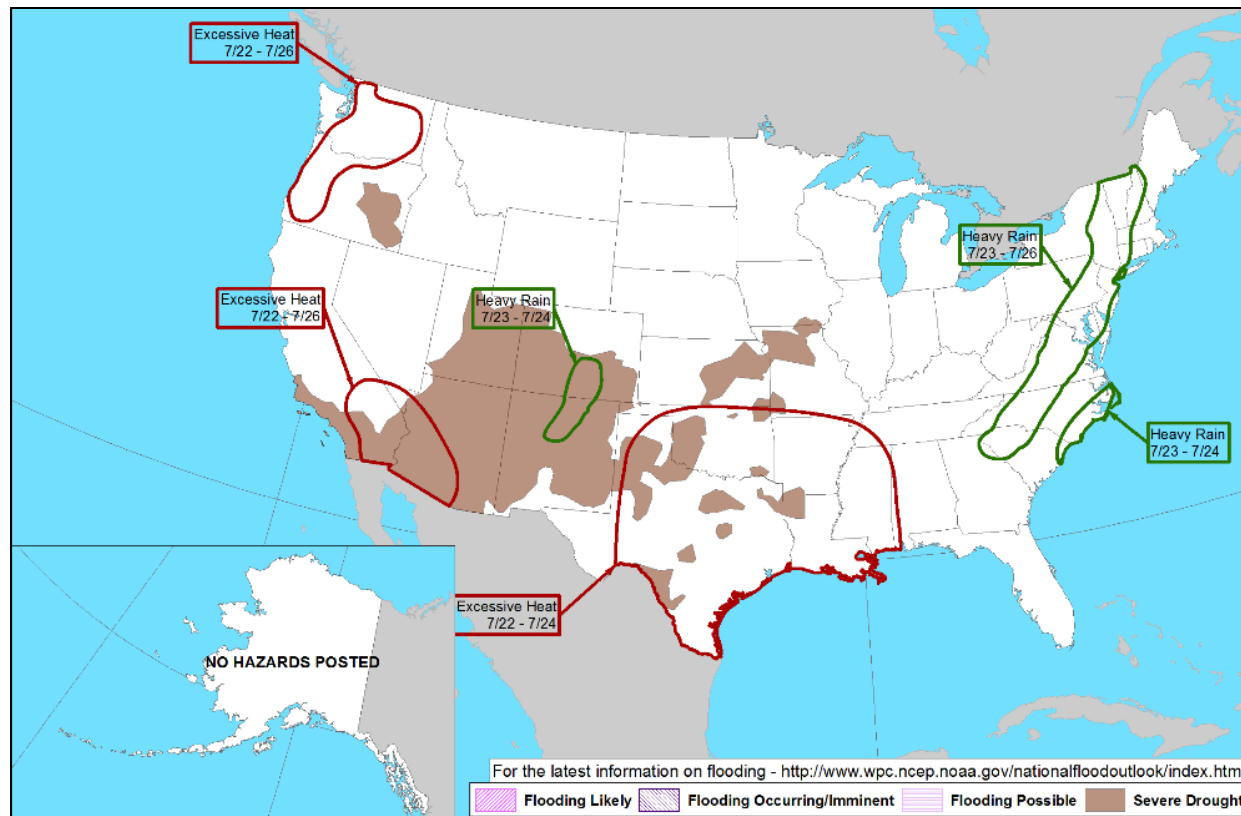 Excessive Heat
7/22 - 7/26
Heavy Rain
7/23 - 7/26
Excessive Heat
7/22 - 7/26
Heavy Rain
7/23 - 7/24
Heavy Rain
7/23 - 7/24
Excessive Heat
7/22 - 7/24
NO HAZARDS POSTED
For the latest information on flooding - http://www.wpc.ncep.noaa.gov/nationalfloodoutlook/index.htm
Flooding Likely Flooding Occurring/Imminent Flooding Possible Severe Drought